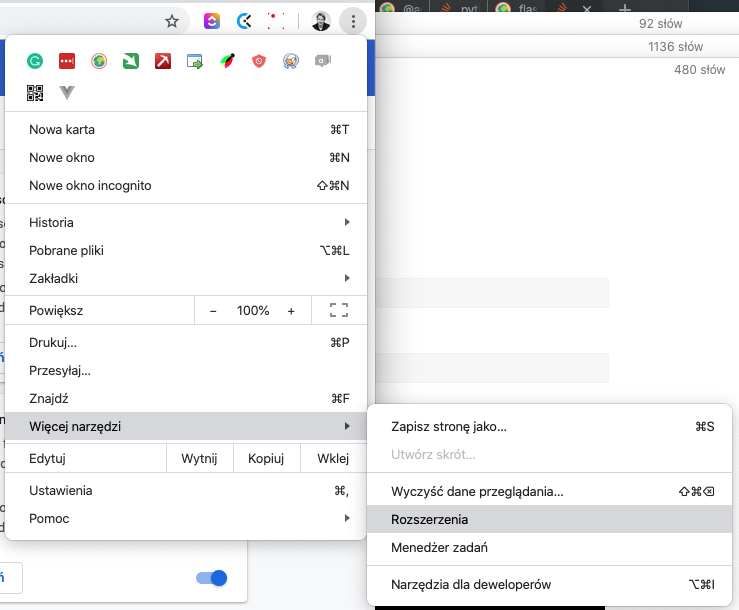 92 słów
1136 słów
480 słów
Nowa karta ⌘T
Nowe okno ⌘N
Nowe okno incognito ⇧⌘N
Historia
Pobrane pliki ⌥⌘L
Zakładki
Powiększ − 100% +
Drukuj... ⌘P
Przesyłaj...
Znajdź ⌘F
Więcej narzędzi
Edytuj Wytnij Kopiuj Wklej
Ustawienia ⌘,
Pomoc
Zapisz stronę jako... ⌘S
Utwórz skrót...
Wyczyść dane przeglądania... ⇧⌘⌫
Rozszerzenia
Menedżer zadań
Narzędzia dla deweloperów ⌥⌘I